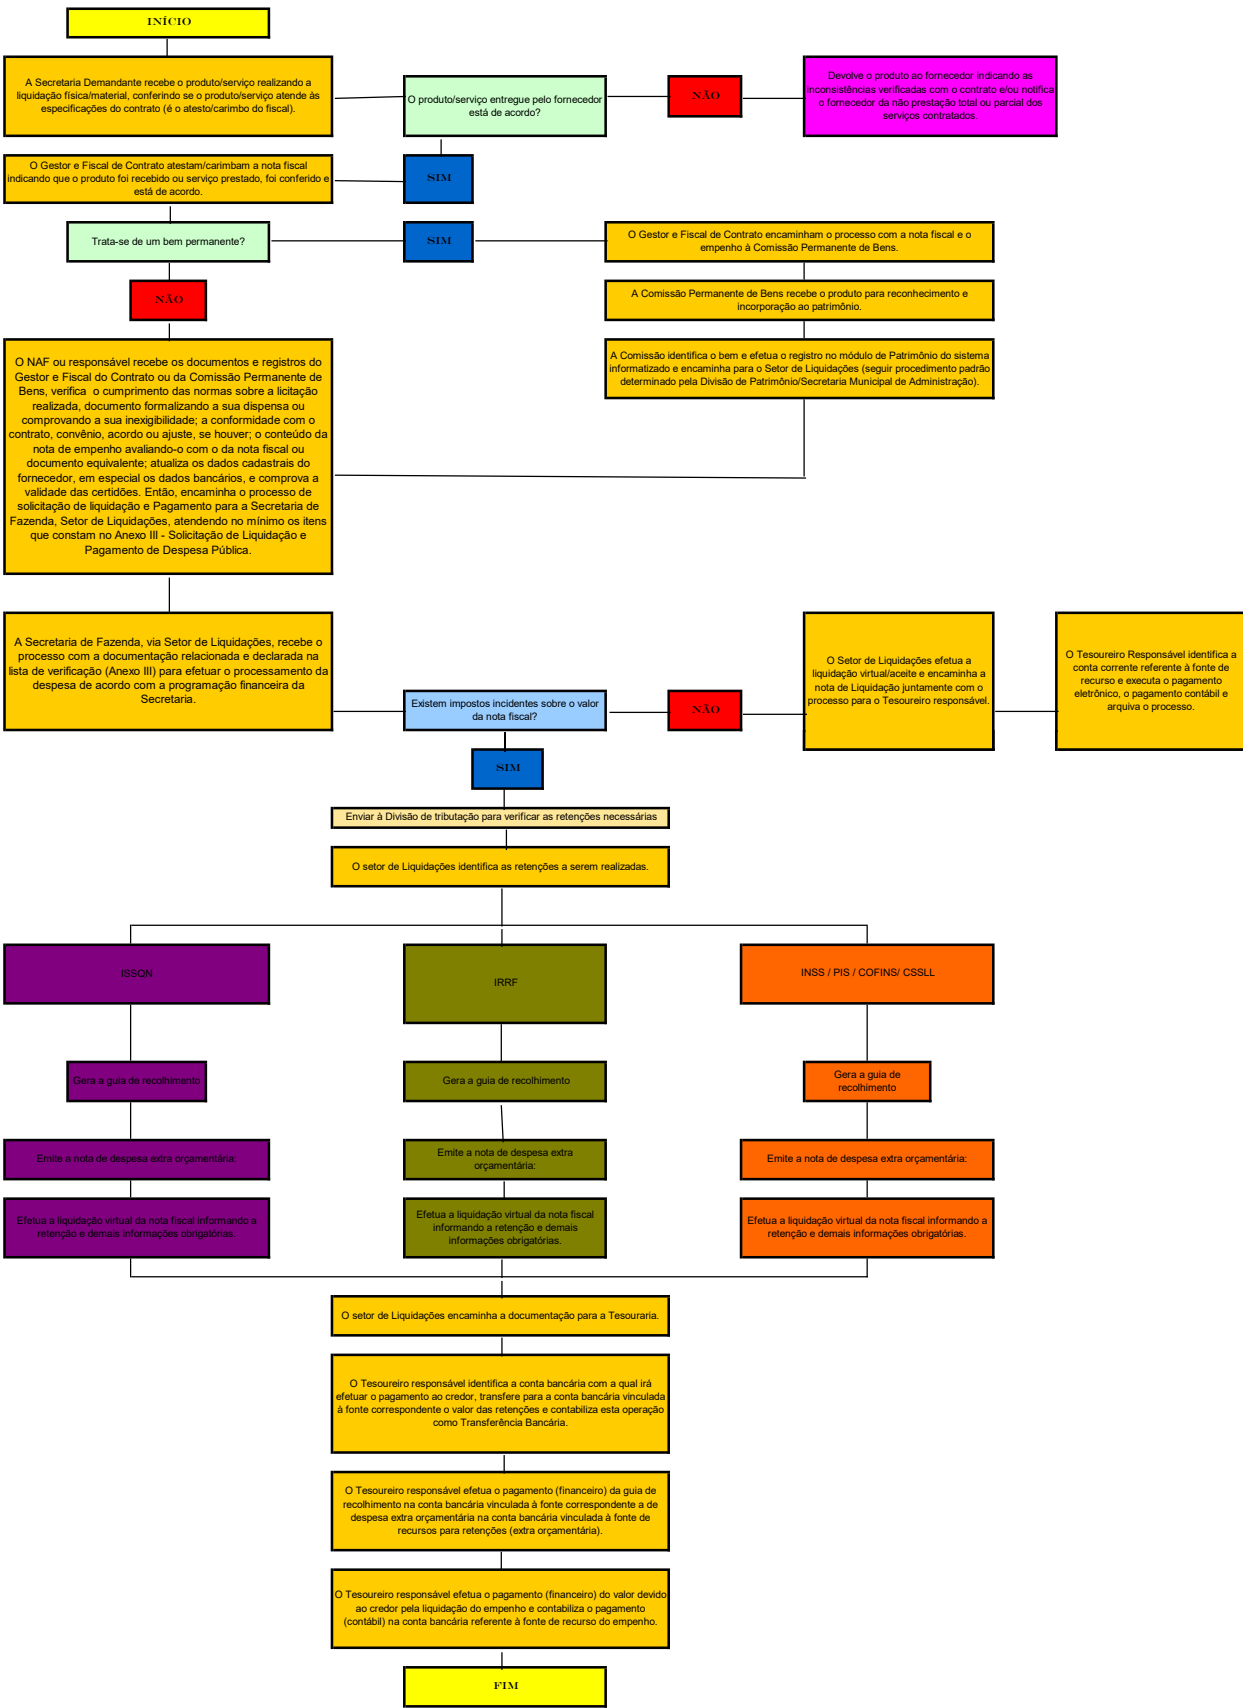 INÍCIO
A Secretaria Demandante recebe o produto/serviço realizando a
liquidação física/material, conferindo se o produto/serviço atende às
especificações do contrato (é o atesto/carimbo do fiscal).
O produto/serviço entregue pelo fornecedor
está de acordo?
NÃO
Devolve o produto ao fornecedor indicando as
inconsistências verificadas com o contrato e/ou notifica
o fornecedor da não prestação total ou parcial dos
serviços contratados.
O Gestor e Fiscal de Contrato atestam/carimbam a nota fiscal
indicando que o produto foi recebido ou serviço prestado, foi conferido e
está de acordo.
SIM
Trata-se de um bem permanente?
SIM
O Gestor e Fiscal de Contrato encaminham o processo com a nota fiscal e o
empenho à Comissão Permanente de Bens.
NÃO
A Comissão Permanente de Bens recebe o produto para reconhecimento e
incorporação ao patrimônio.
A Comissão identifica o bem e efetua o registro no módulo de Patrimônio do sistema
informatizado e encaminha para o Setor de Liquidações (seguir procedimento padrão
determinado pela Divisão de Patrimônio/Secretaria Municipal de Administração).
O NAF ou responsável recebe os documentos e registros do
Gestor e Fiscal do Contrato ou da Comissão Permanente de
Bens, verifica o cumprimento das normas sobre a licitação
realizada, documento formalizando a sua dispensa ou
comprovando a sua inexigibilidade; a conformidade com o
contrato, convênio, acordo ou ajuste, se houver; o conteúdo da
nota de empenho avaliando-o com o da nota fiscal ou
documento equivalente; atualiza os dados cadastrais do
fornecedor, em especial os dados bancários, e comprova a
validade das certidões. Então, encaminha o processo de
solicitação de liquidação e Pagamento para a Secretaria de
Fazenda, Setor de Liquidações, atendendo no mínimo os itens
que constam no Anexo III - Solicitação de Liquidação e
Pagamento de Despesa Pública.
A Secretaria de Fazenda, via Setor de Liquidações, recebe o
processo com a documentação relacionada e declarada na
lista de verificação (Anexo III) para efetuar o processamento da
despesa de acordo com a programação financeira da
Secretaria.
Existem impostos incidentes sobre o valor
da nota fiscal?
NÃO
O Setor de Liquidações efetua a
liquidação virtual/aceite e encaminha a
nota de Liquidação juntamente com o
processo para o Tesoureiro responsável.
O Tesoureiro Responsável identifica a
conta corrente referente à fonte de
recurso e executa o pagamento
eletrônico, o pagamento contábil e
arquiva o processo.
SIM
Enviar à Divisão de tributação para verificar as retenções necessárias
O setor de Liquidações identifica as retenções a serem realizadas.
ISSQN
IRRF
INSS / PIS / COFINS/ CSSLL
Gera a guia de recolhimento
Gera a guia de recolhimento
Gera a guia de
recolhimento
Emite a nota de despesa extra orçamentária:
Emite a nota de despesa extra
orçamentária:
Emite a nota de despesa extra orçamentária:
Efetua a liquidação virtual da nota fiscal informando a
retenção e demais informações obrigatórias.
Efetua a liquidação virtual da nota fiscal
informando a retenção e demais
informações obrigatórias.
Efetua a liquidação virtual da nota fiscal informando a
retenção e demais informações obrigatórias.
O setor de Liquidações encaminha a documentação para a Tesouraria.
O Tesoureiro responsável identifica a conta bancária com a qual irá
efetuar o pagamento ao credor, transfere para a conta bancária vinculada
à fonte correspondente o valor das retenções e contabiliza esta operação
como Transferência Bancária.
O Tesoureiro responsável efetua o pagamento (financeiro) da guia de
recolhimento na conta bancária vinculada à fonte correspondente a de
despesa extra orçamentária na conta bancária vinculada à fonte de
recursos para retenções (extra orçamentária).
O Tesoureiro responsável efetua o pagamento (financeiro) do valor devido
ao credor pela liquidação do empenho e contabiliza o pagamento
(contábil) na conta bancária referente à fonte de recurso do empenho.
FIM